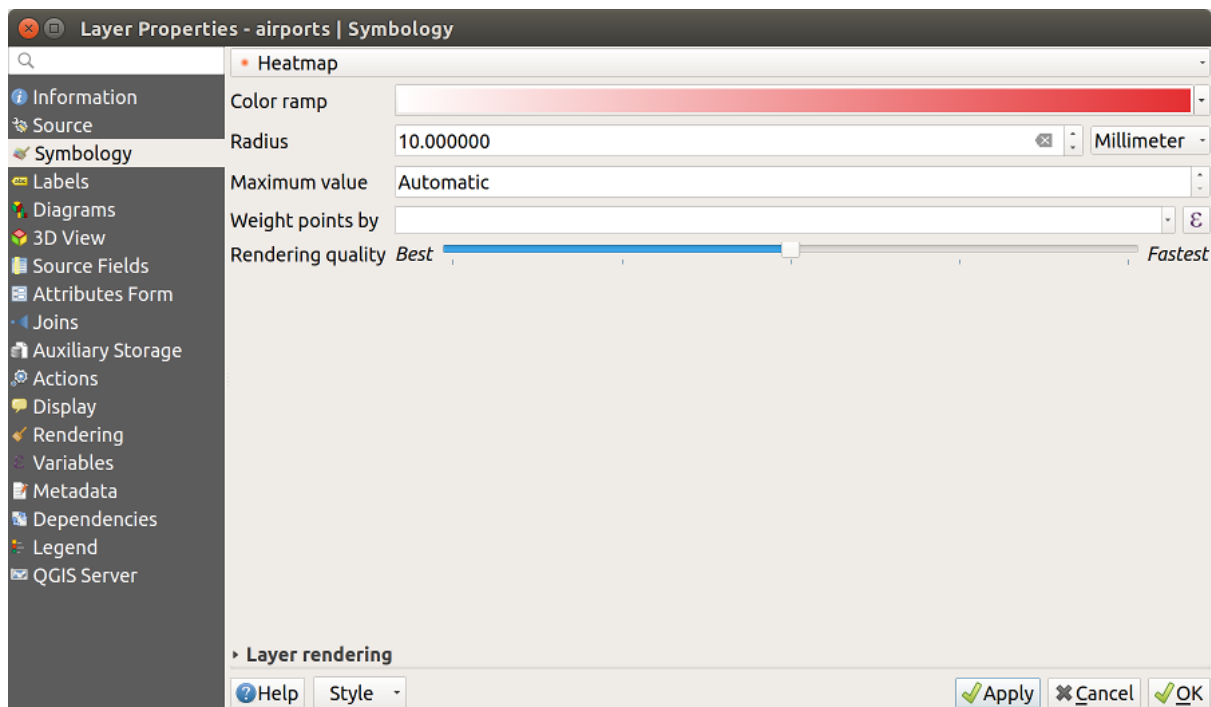 Layer Properties - airports | Symbology
Information
Source
Symbology
Labels
Diagrams
3D View
Source Fields
Attributes Form
Joins
Auxiliary Storage
Actions
Display
Rendering
Variables
Metadata
Dependencies
Legend
QGIS Server
Heatmap
Color ramp
Radius 10.000000 Millimeter
Maximum value Automatic
Weight points by ε
Rendering quality Best Fastest
Layer rendering
Help Style Apply Cancel OK